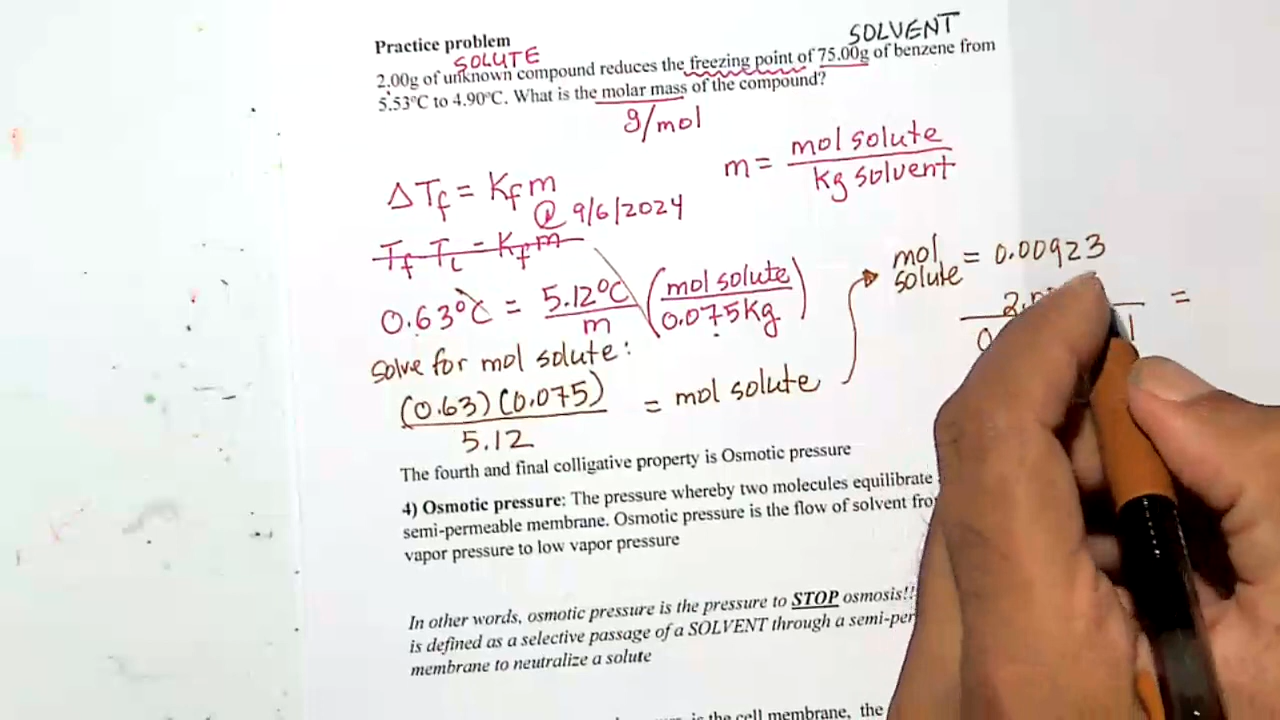 Practice problem
SOLUTE
SOLVENT
2.00g of unknown compound reduces the freezing point of 75.00g of benzene from
5.53°C to 4.90°C. What is the molar mass of the compound?
g/mol
m = mol solute / kg solvent
ΔTf = Kf m
@ 9/6/2024
Tf Ti = Kf m
0.63°C = 5.12°C / m (mol solute / 0.075 kg)
Solve for mol solute:
(0.63)(0.075) / 5.12 = mol solute
mol solute = 0.00923
=
The fourth and final colligative property is Osmotic pressure
4) Osmotic pressure: The pressure whereby two molecules equilibrate
semi-permeable membrane. Osmotic pressure is the flow of solvent
vapor pressure to low vapor pressure
In other words, osmotic pressure is the pressure to STOP osmosis!!
is defined as a selective passage of a SOLVENT through a
membrane to neutralize a solute
is the cell membrane, the